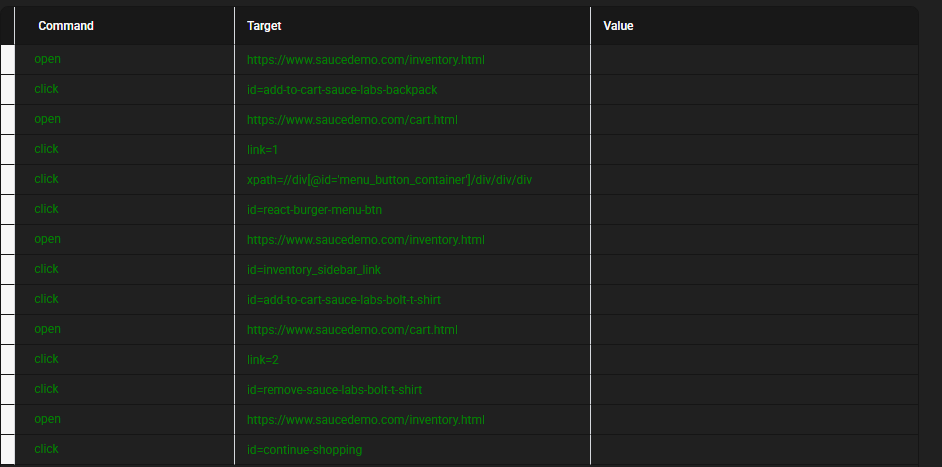 Command Target Value
open https://www.saucedemo.com/inventory.html
click id=add-to-cart-sauce-labs-backpack
open https://www.saucedemo.com/cart.html
click link=1
click xpath=//div[@id='menu_button_container']/div/div/div
click id=react-burger-menu-btn
open https://www.saucedemo.com/inventory.html
click id=inventory_sidebar_link
click id=add-to-cart-sauce-labs-bolt-t-shirt
open https://www.saucedemo.com/cart.html
click link=2
click id=remove-sauce-labs-bolt-t-shirt
open https://www.saucedemo.com/inventory.html
click id=continue-shopping